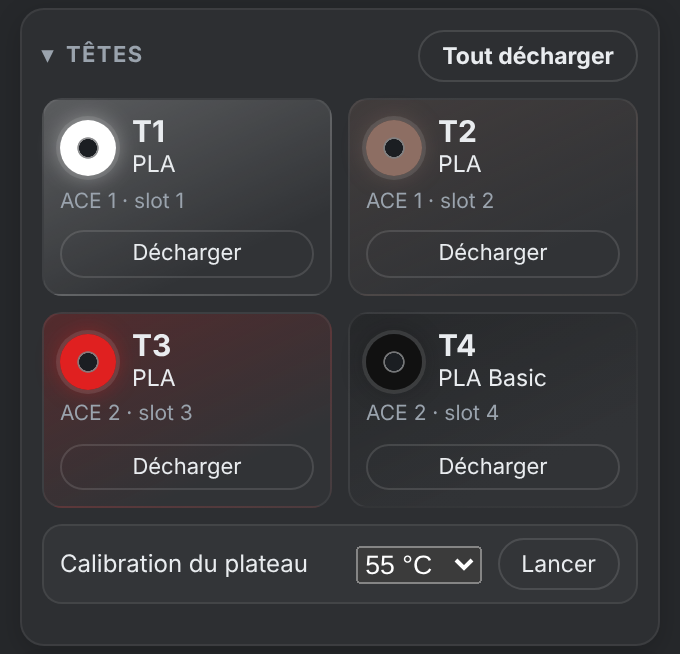 ▼ TÊTES
Tout décharger
T1
PLA
ACE 1 · slot 1
Décharger
T2
PLA
ACE 1 · slot 2
Décharger
T3
PLA
ACE 2 · slot 3
Décharger
T4
PLA Basic
ACE 2 · slot 4
Décharger
Calibration du plateau
55 °C
Lancer